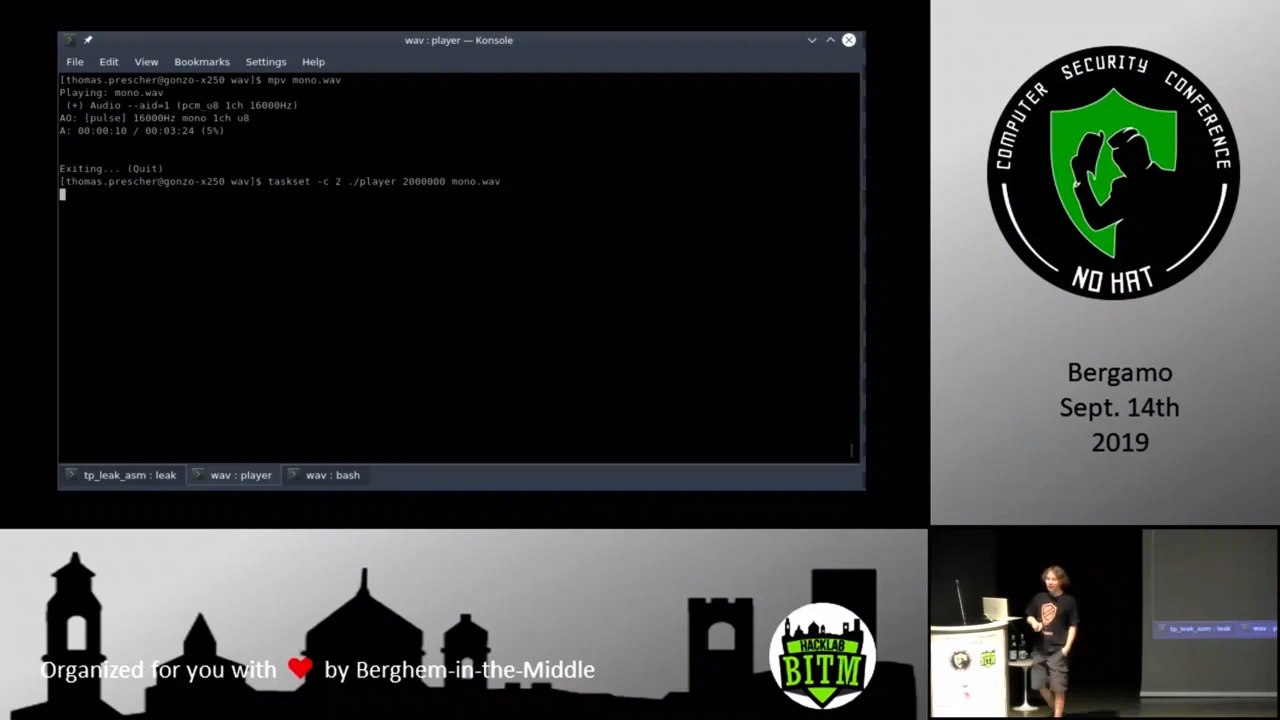 wav : player — Konsole
File Edit View Bookmarks Settings Help
[thomas.prescher@gonzo-x250 wav]$ mpv mono.wav
Playing: mono.wav
(+) Audio --aid=1 (pcm_u8 1ch 16000Hz)
AO: [pulse] 16000Hz mono 1ch u8
A: 00:00:10 / 00:03:24 (5%)
Exiting... (Quit)
[thomas.prescher@gonzo-x250 wav]$ taskset -c 2 ./player 2000000 mono.wav
tp_leak_asm : leak wav : player wav : bash
COMPUTER SECURITY CONFERENCE
NO HAT
Bergamo
Sept. 14th
2019
Organized for you with ❤ by Berghem-in-the-Middle
HACKLAB
BITM
tp_leak_asm : leak wav : p